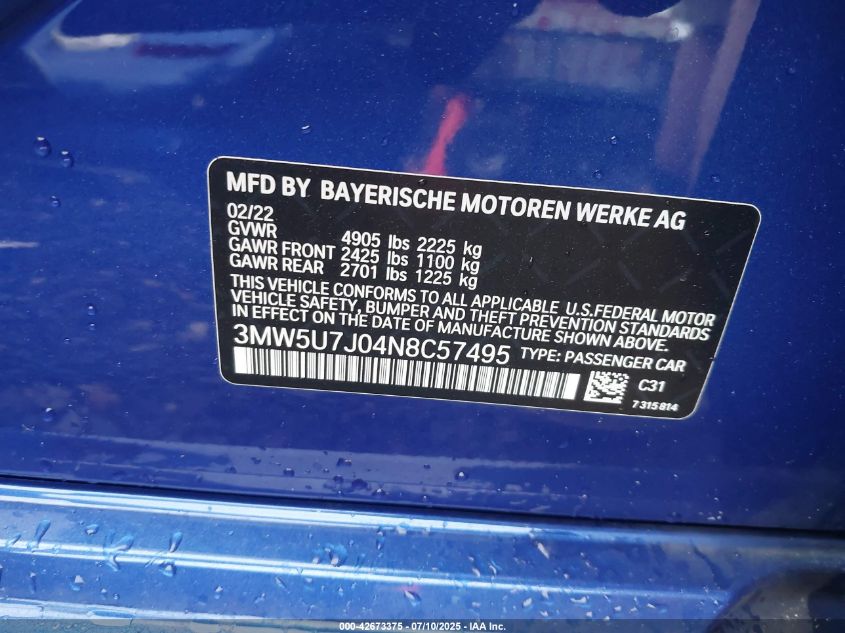 MFD BY BAYERISCHE MOTOREN WERKE AG
02/22
GVWR 4905 lbs 2225 kg
GAWR FRONT 2425 lbs 1100 kg
GAWR REAR 2701 lbs 1225 kg
THIS VEHICLE CONFORMS TO ALL APPLICABLE U.S.FEDERAL MOTOR
VEHICLE SAFETY, BUMPER AND THEFT PREVENTION STANDARDS
IN EFFECT ON THE DATE OF MANUFACTURE SHOWN ABOVE.
3MW5U7J04N8C57495 TYPE: PASSENGER CAR
C31
7315814
000-42673375 - 07/10/2025 - IAA Inc.